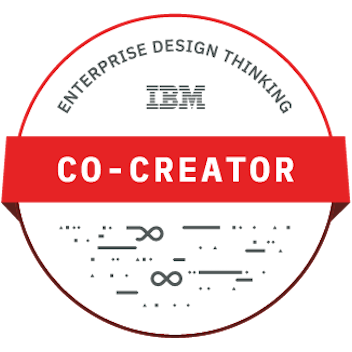 ENTERPRISE DESIGN THINKING
IBM
CO-CREATOR